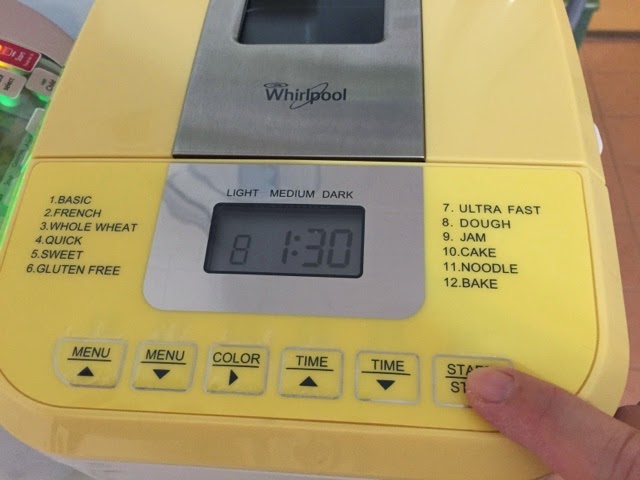 Whirlpool
LIGHT MEDIUM DARK
8 1:30
1.BASIC
2.FRENCH
3.WHOLE WHEAT
4.QUICK
5.SWEET
6.GLUTEN FREE
7. ULTRA FAST
8. DOUGH
9. JAM
10.CAKE
11.NOODLE
12.BAKE
MENU
MENU
COLOR
TIME
TIME